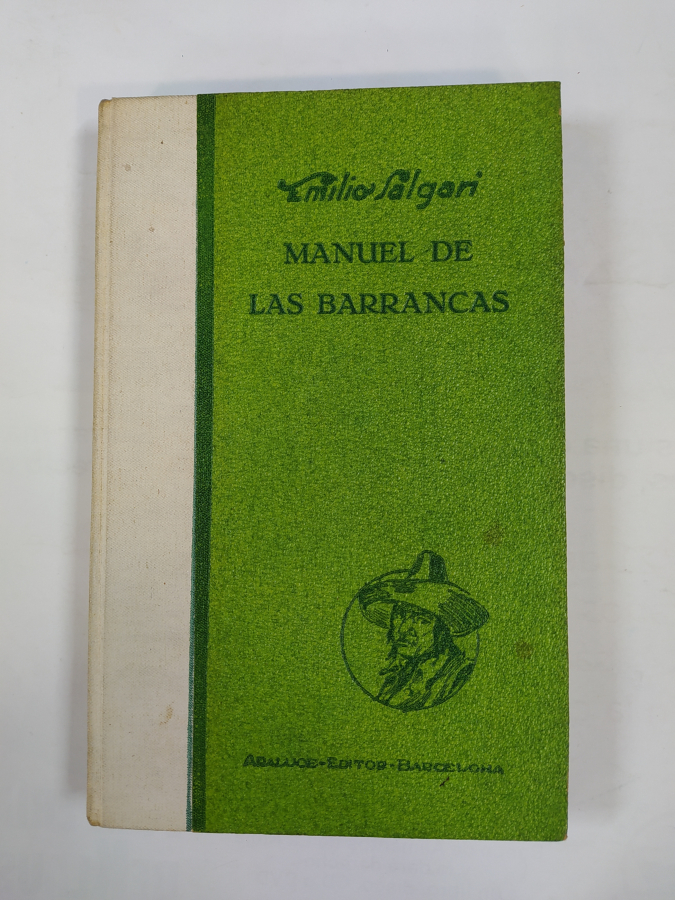 Emilio Salgari
MANUEL DE
LAS BARRANCAS
ARALUCE-EDITOR-BARCELONA